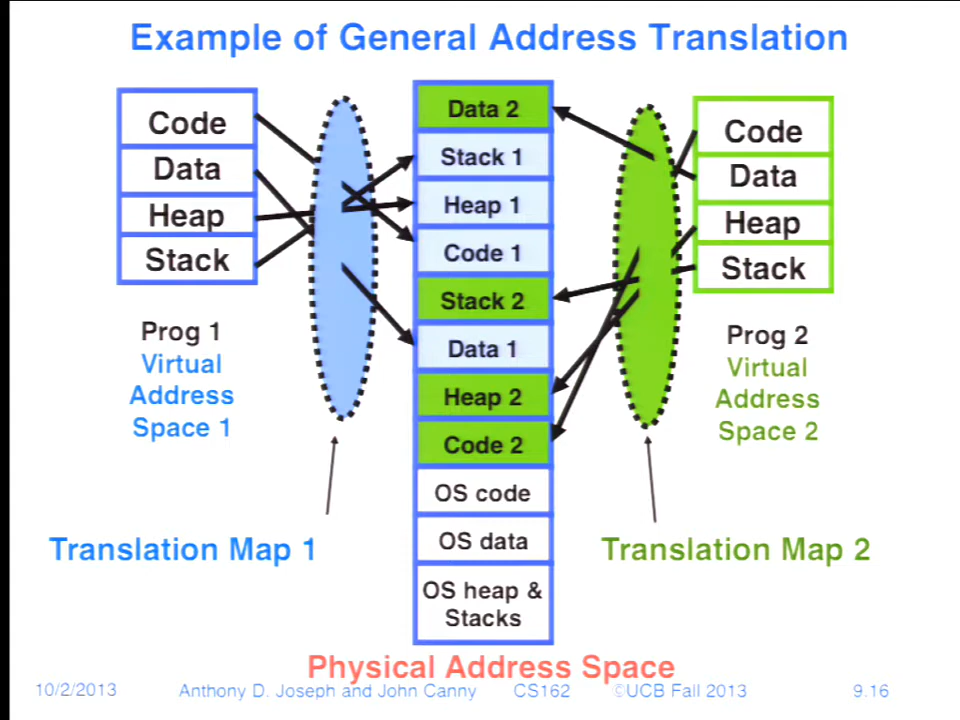 Example of General Address Translation
Code
Data
Heap
Stack
Prog 1
Virtual
Address
Space 1
Translation Map 1
Data 2
Stack 1
Heap 1
Code 1
Stack 2
Data 1
Heap 2
Code 2
OS code
OS data
OS heap &
Stacks
Code
Data
Heap
Stack
Prog 2
Virtual
Address
Space 2
Translation Map 2
Physical Address Space
10/2/2013 Anthony D. Joseph and John Canny CS162 ©UCB Fall 2013 9.16